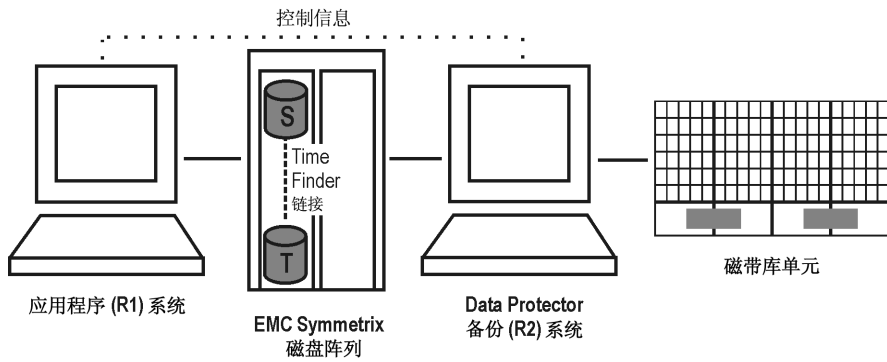 控制信息
S
Time
Finder
链接
T
应用程序 (R1) 系统
EMC Symmetrix
磁盘阵列
Data Protector
备份 (R2) 系统
磁带库单元